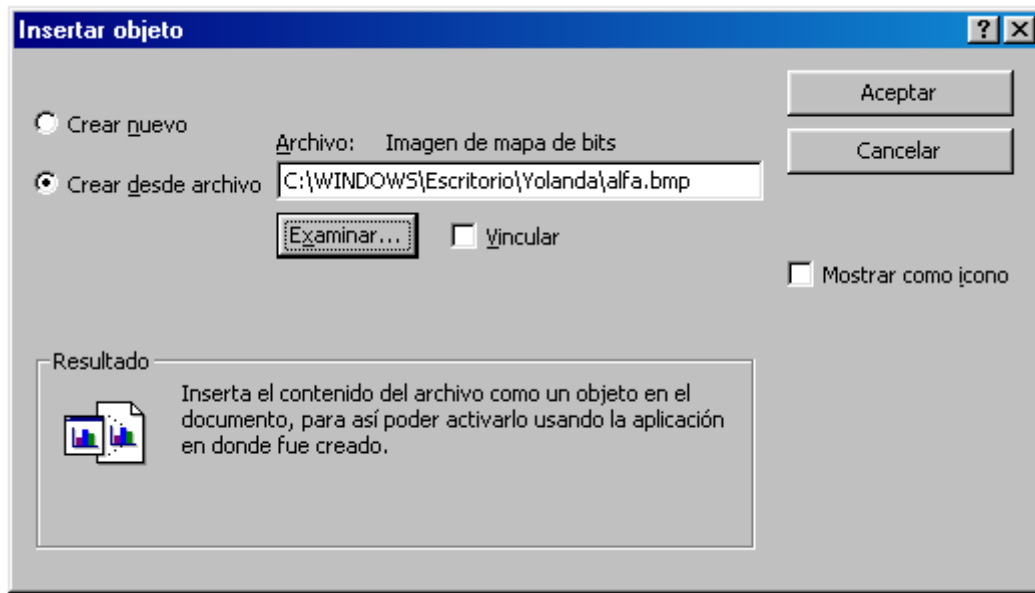 Insertar objeto
Crear nuevo
Crear desde archivo
Archivo: Imagen de mapa de bits
C:\WINDOWS\Escritorio\Yolanda\alfa.bmp
Examinar...
Vincular
Aceptar
Cancelar
Mostrar como icono
Resultado
Inserta el contenido del archivo como un objeto en el
documento, para así poder activarlo usando la aplicación
en donde fue creado.